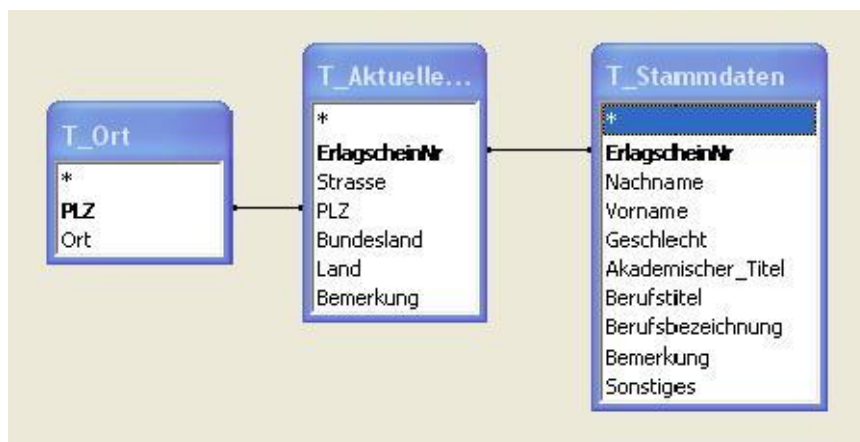 T_Ort
*
PLZ
Ort
T_Aktuelle...
*
ErlagscheinNr
Strasse
PLZ
Bundesland
Land
Bemerkung
T_Stammdaten
*
ErlagscheinNr
Nachname
Vorname
Geschlecht
Akademischer_Titel
Berufstitel
Berufsbezeichnung
Bemerkung
Sonstiges